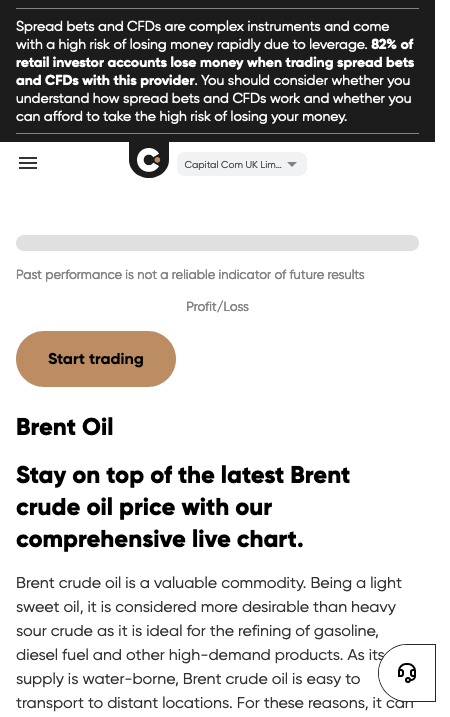 Spread bets and CFDs are complex instruments and come
with a high risk of losing money rapidly due to leverage. 82% of
retail investor accounts lose money when trading spread bets
and CFDs with this provider. You should consider whether you
understand how spread bets and CFDs work and whether you
can afford to take the high risk of losing your money.
Capital Com UK Lim...
Past performance is not a reliable indicator of future results
Profit/Loss
Start trading
Brent Oil
Stay on top of the latest Brent
crude oil price with our
comprehensive live chart.
Brent crude oil is a valuable commodity. Being a light
sweet oil, it is considered more desirable than heavy
sour crude as it is ideal for the refining of gasoline,
diesel fuel and other high-demand products. As its
supply is water-borne, Brent crude oil is easy to
transport to distant locations. For these reasons, it can